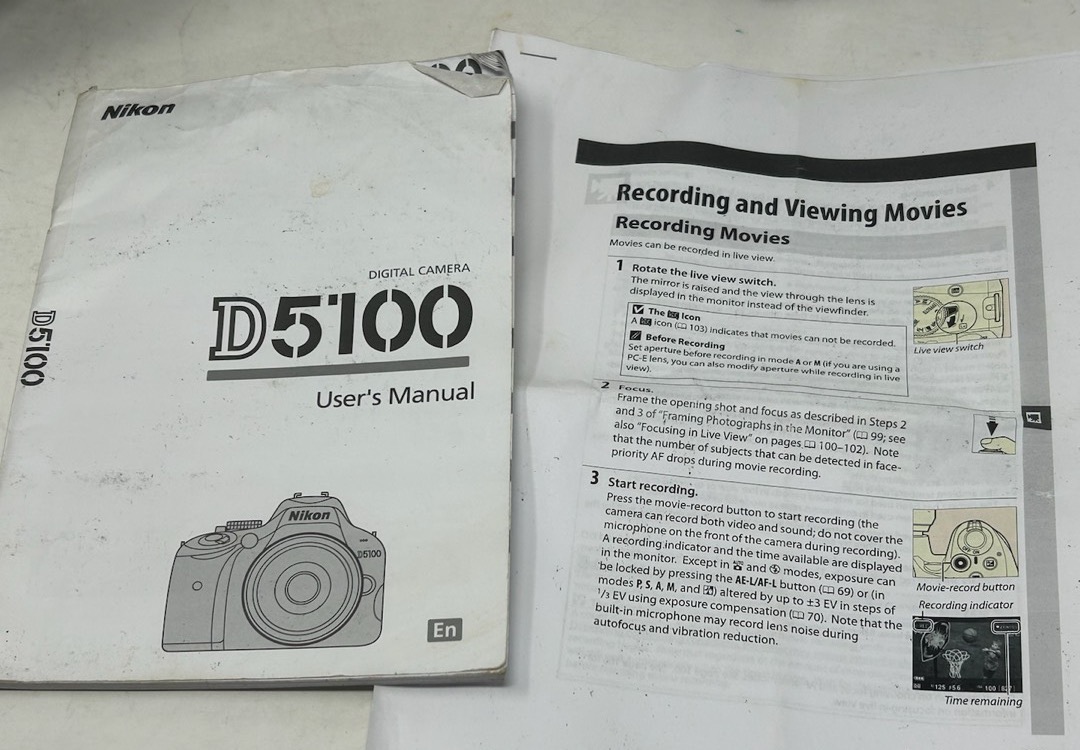 Nikon
00
DIGITAL CAMERA
D5100
User's Manual
D5100
Nikon
D5100
En
Recording and Viewing Movies
Recording Movies
Movies can be recorded in live view.
1 Rotate the live view switch.
The mirror is raised and the view through the lens is
displayed in the monitor instead of the viewfinder.
The Icon
A icon (103) indicates that movies can not be recorded.
Before Recording
Set aperture before recording in mode A or M (if you are using a
PC-E lens, you can also modify aperture while recording in live
view).
Live view switch
2 Focus.
Frame the opening shot and focus as described in Steps 2
and 3 of "Framing Photographs in the Monitor" (99; see
also "Focusing in Live View" on pages 100–102). Note
that the number of subjects that can be detected in face-
priority AF drops during movie recording.
3 Start recording.
Press the movie-record button to start recording (the
camera can record both video and sound; do not cover the
microphone on the front of the camera during recording).
A recording indicator and the time available are displayed
in the monitor. Except in and modes, exposure can
be locked by pressing the AE-L/AF-L button (69) or (in
modes P, S, A, M, and ) altered by up to ±3 EV in steps of
1/3 EV using exposure compensation (70). Note that the
built-in microphone may record lens noise during
autofocus and vibration reduction.
OFF ON
Movie-record button
Recording indicator
125 F5.6 100
Time remaining